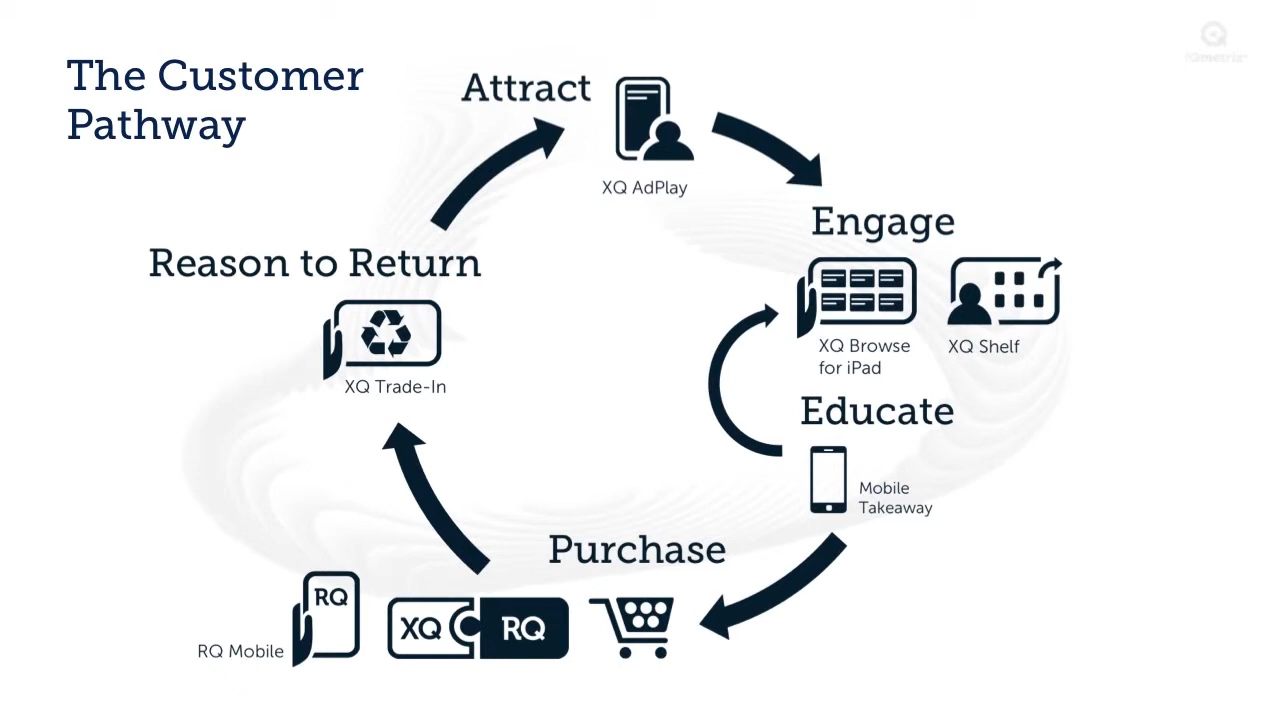 The Customer
Pathway
Attract
XQ AdPlay
Engage
XQ Browse
for iPad
XQ Shelf
Educate
Mobile
Takeaway
Purchase
XQ
RQ
RQ
RQ Mobile
Reason to Return
XQ Trade-In